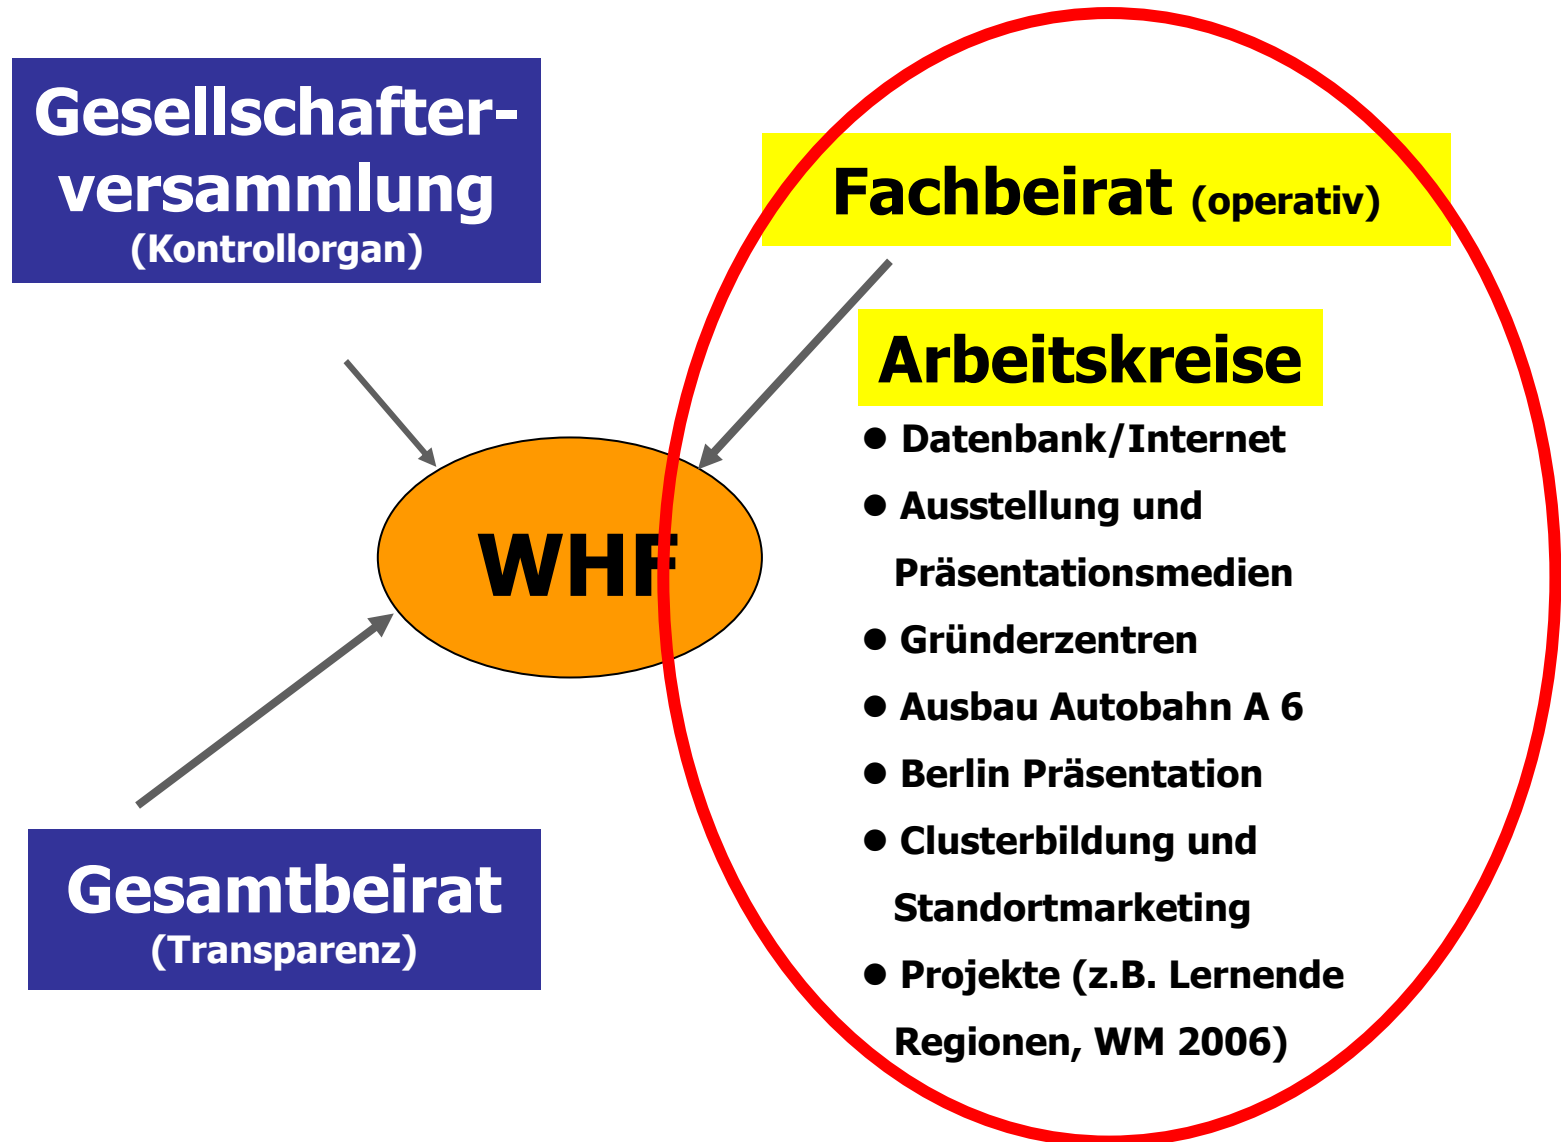 Gesellschafter-
versammlung
(Kontrollorgan)
Fachbeirat (operativ)
Arbeitskreise
● Datenbank/Internet
● Ausstellung und
Präsentationsmedien
● Gründerzentren
● Ausbau Autobahn A 6
● Berlin Präsentation
● Clusterbildung und
Standortmarketing
● Projekte (z.B. Lernende
Regionen, WM 2006)
WHF
Gesamtbeirat
(Transparenz)